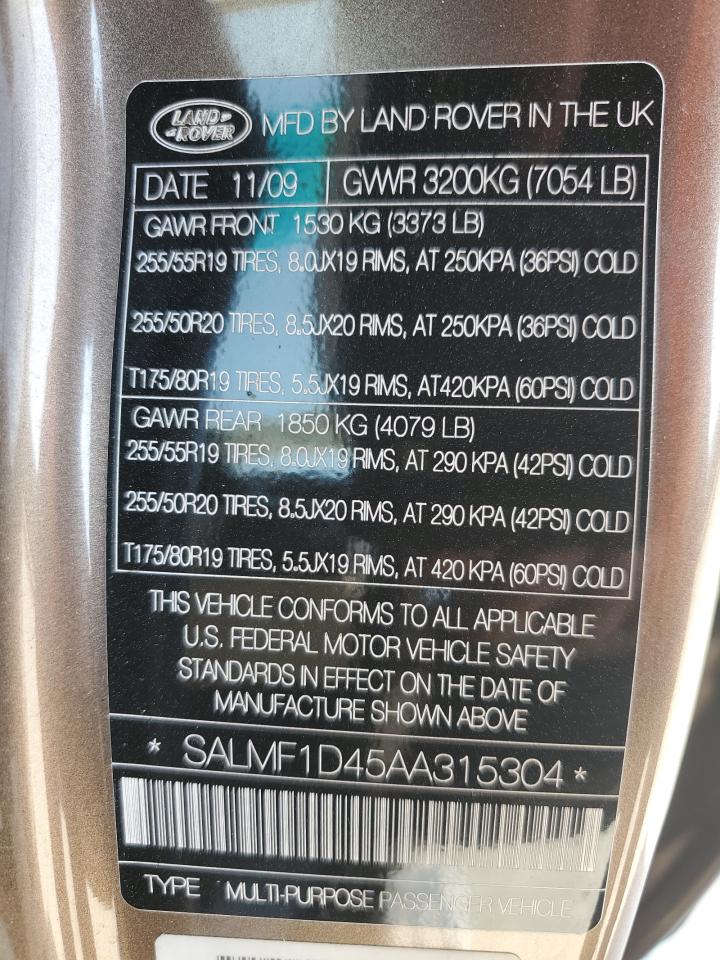 LAND ROVER MFD BY LAND ROVER IN THE UK
DATE 11/09 GVWR 3200KG (7054 LB)
GAWR FRONT 1530 KG (3373 LB)
255/55R19 TIRES, 8.0JX19 RIMS, AT 250KPA (36PSI) COLD
255/50R20 TIRES, 8.5JX20 RIMS, AT 250KPA (36PSI) COLD
T175/80R19 TIRES, 5.5JX19 RIMS, AT420KPA (60PSI) COLD
GAWR REAR 1850 KG (4079 LB)
255/55R19 TIRES, 8.0JX19 RIMS, AT 290 KPA (42PSI) COLD
255/50R20 TIRES, 8.5JX20 RIMS, AT 290 KPA (42PSI) COLD
T175/80R19 TIRES, 5.5JX19 RIMS, AT 420 KPA (60PSI) COLD
THIS VEHICLE CONFORMS TO ALL APPLICABLE
U.S. FEDERAL MOTOR VEHICLE SAFETY
STANDARDS IN EFFECT ON THE DATE OF
MANUFACTURE SHOWN ABOVE
* SALMF1D45AA315304 *
TYPE MULTI-PURPOSE PASSENGER VEHICLE